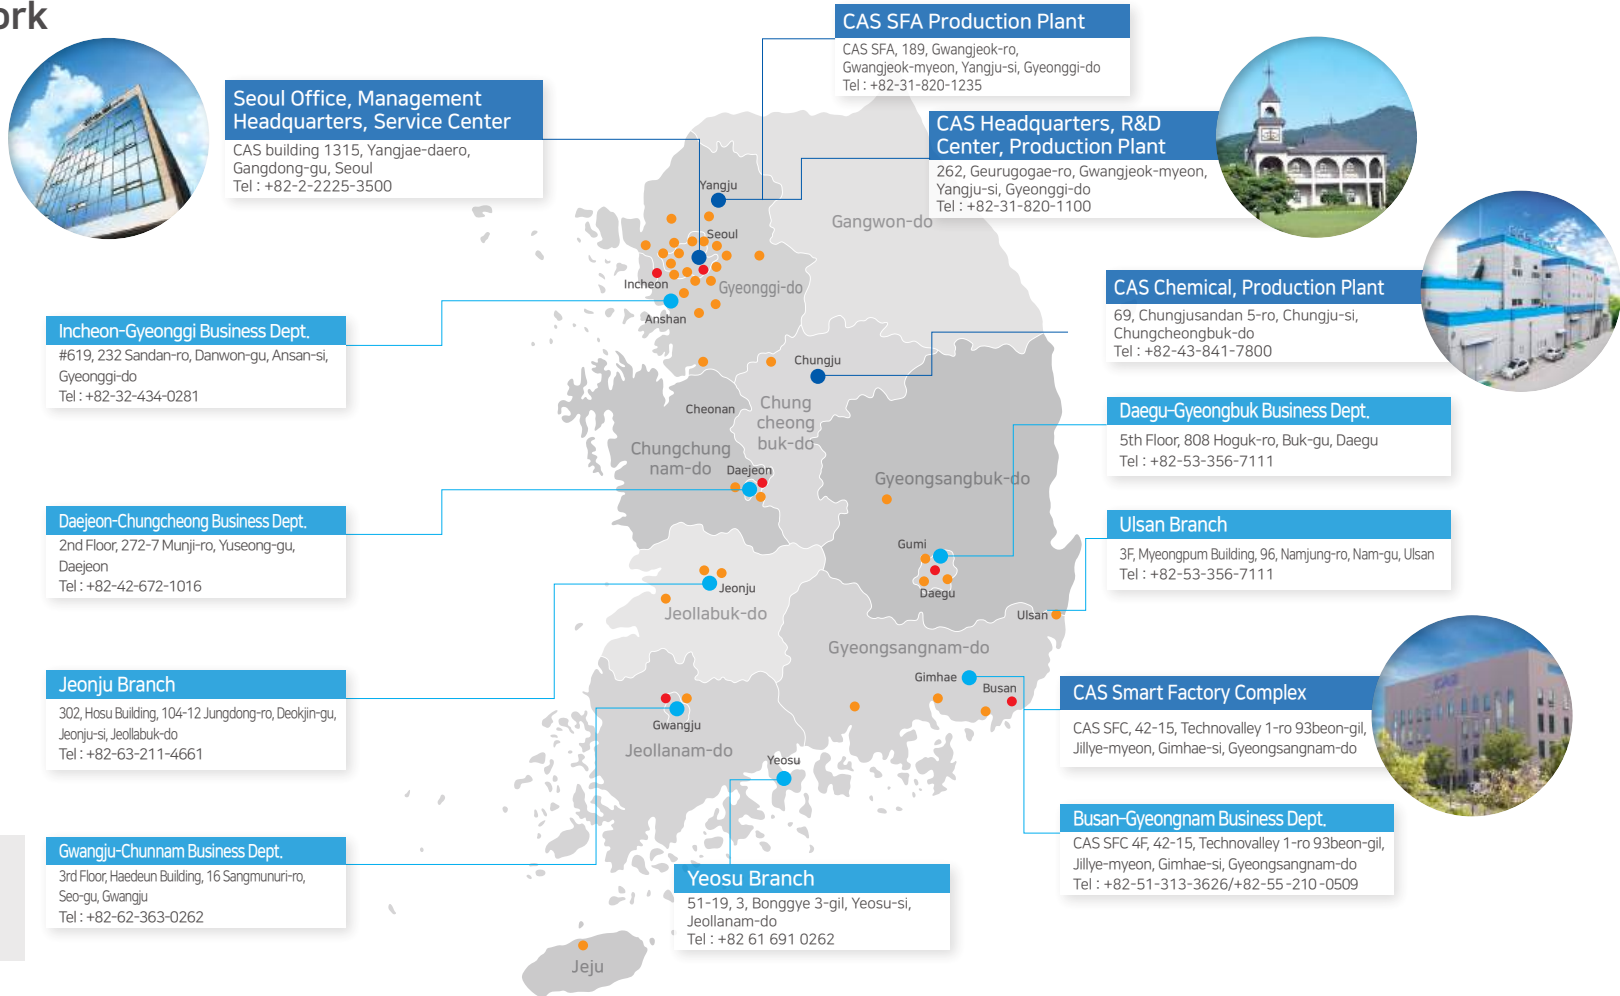 ork
CAS SFA Production Plant
CAS SFA, 189, Gwangjeok-ro,
Gwangjeok-myeon, Yangju-si, Gyeonggi-do
Tel : +82-31-820-1235
Seoul Office, Management
Headquarters, Service Center
CAS building 1315, Yangjae-daero,
Gangdong-gu, Seoul
Tel : +82-2-2225-3500
CAS Headquarters, R&D
Center, Production Plant
262, Geurugogae-ro, Gwangjeok-myeon,
Yangju-si, Gyeonggi-do
Tel : +82-31-820-1100
CAS Chemical, Production Plant
69, Chungjusandan 5-ro, Chungju-si,
Chungcheongbuk-do
Tel : +82-43-841-7800
Incheon-Gyeonggi Business Dept.
#619, 232 Sandan-ro, Danwon-gu, Ansan-si,
Gyeonggi-do
Tel : +82-32-434-0281
Daegu-Gyeongbuk Business Dept.
5th Floor, 808 Hoguk-ro, Buk-gu, Daegu
Tel : +82-53-356-7111
Daejeon-Chungcheong Business Dept.
2nd Floor, 272-7 Munji-ro, Yuseong-gu,
Daejeon
Tel : +82-42-672-1016
Ulsan Branch
3F, Myeongpum Building, 96, Namjung-ro, Nam-gu, Ulsan
Tel : +82-53-356-7111
Jeonju Branch
302, Hosu Building, 104-12 Jungdong-ro, Deokjin-gu,
Jeonju-si, Jeollabuk-do
Tel : +82-63-211-4661
CAS Smart Factory Complex
CAS SFC, 42-15, Technovalley 1-ro 93beon-gil,
Jillye-myeon, Gimhae-si, Gyeongsangnam-do
Busan-Gyeongnam Business Dept.
CAS SFC 4F, 42-15, Technovalley 1-ro 93beon-gil,
Jillye-myeon, Gimhae-si, Gyeongsangnam-do
Tel : +82-51-313-3626/+82-55-210-0509
Gwangju-Chunnam Business Dept.
3rd Floor, Haedeun Building, 16 Sangmunuri-ro,
Seo-gu, Gwangju
Tel : +82-62-363-0262
Yeosu Branch
51-19, 3, Bonggye 3-gil, Yeosu-si,
Jeollanam-do
Tel : +82 61 691 0262
Yangju
Gangwon-do
Seoul
Incheon
Gyeonggi-do
Anshan
Chungju
Cheonan
Chung
cheong
buk-do
Chungchung
nam-do
Daejeon
Gyeongsangbuk-do
Gumi
Daegu
Jeonju
Jeollabuk-do
Ulsan
Gyeongsangnam-do
Gimhae
Busan
Gwangju
Jeollanam-do
Yeosu
Jeju
CAS